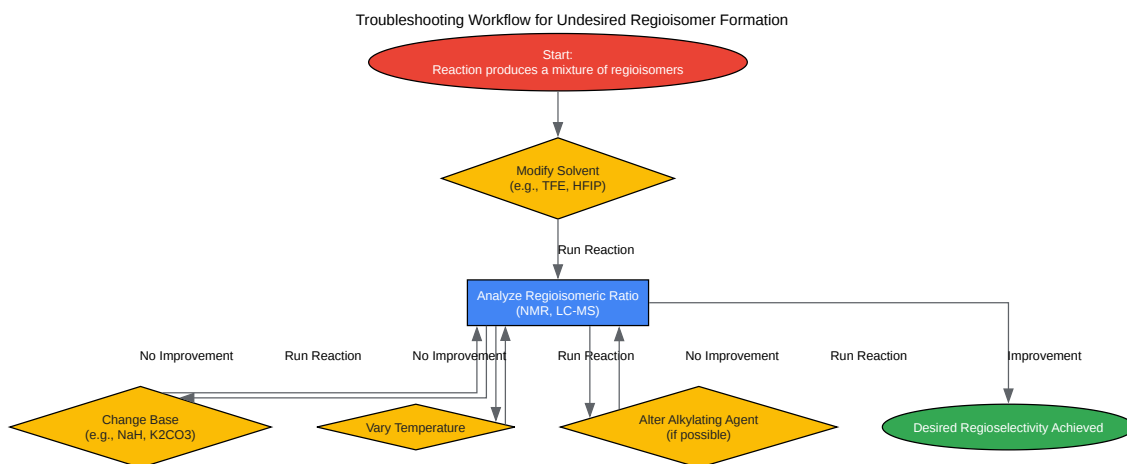 Troubleshooting Workflow for Undesired Regioisomer Formation
Start:
Reaction produces a mixture of regioisomers
Modify Solvent
(e.g., TFE, HFIP)
Run Reaction
Analyze Regioisomeric Ratio
(NMR, LC-MS)
No Improvement
Run Reaction
No Improvement
Run Reaction
No Improvement
Run Reaction
Improvement
Change Base
(e.g., NaH, K2CO3)
Vary Temperature
Alter Alkylating Agent
(if possible)
Desired Regioselectivity Achieved